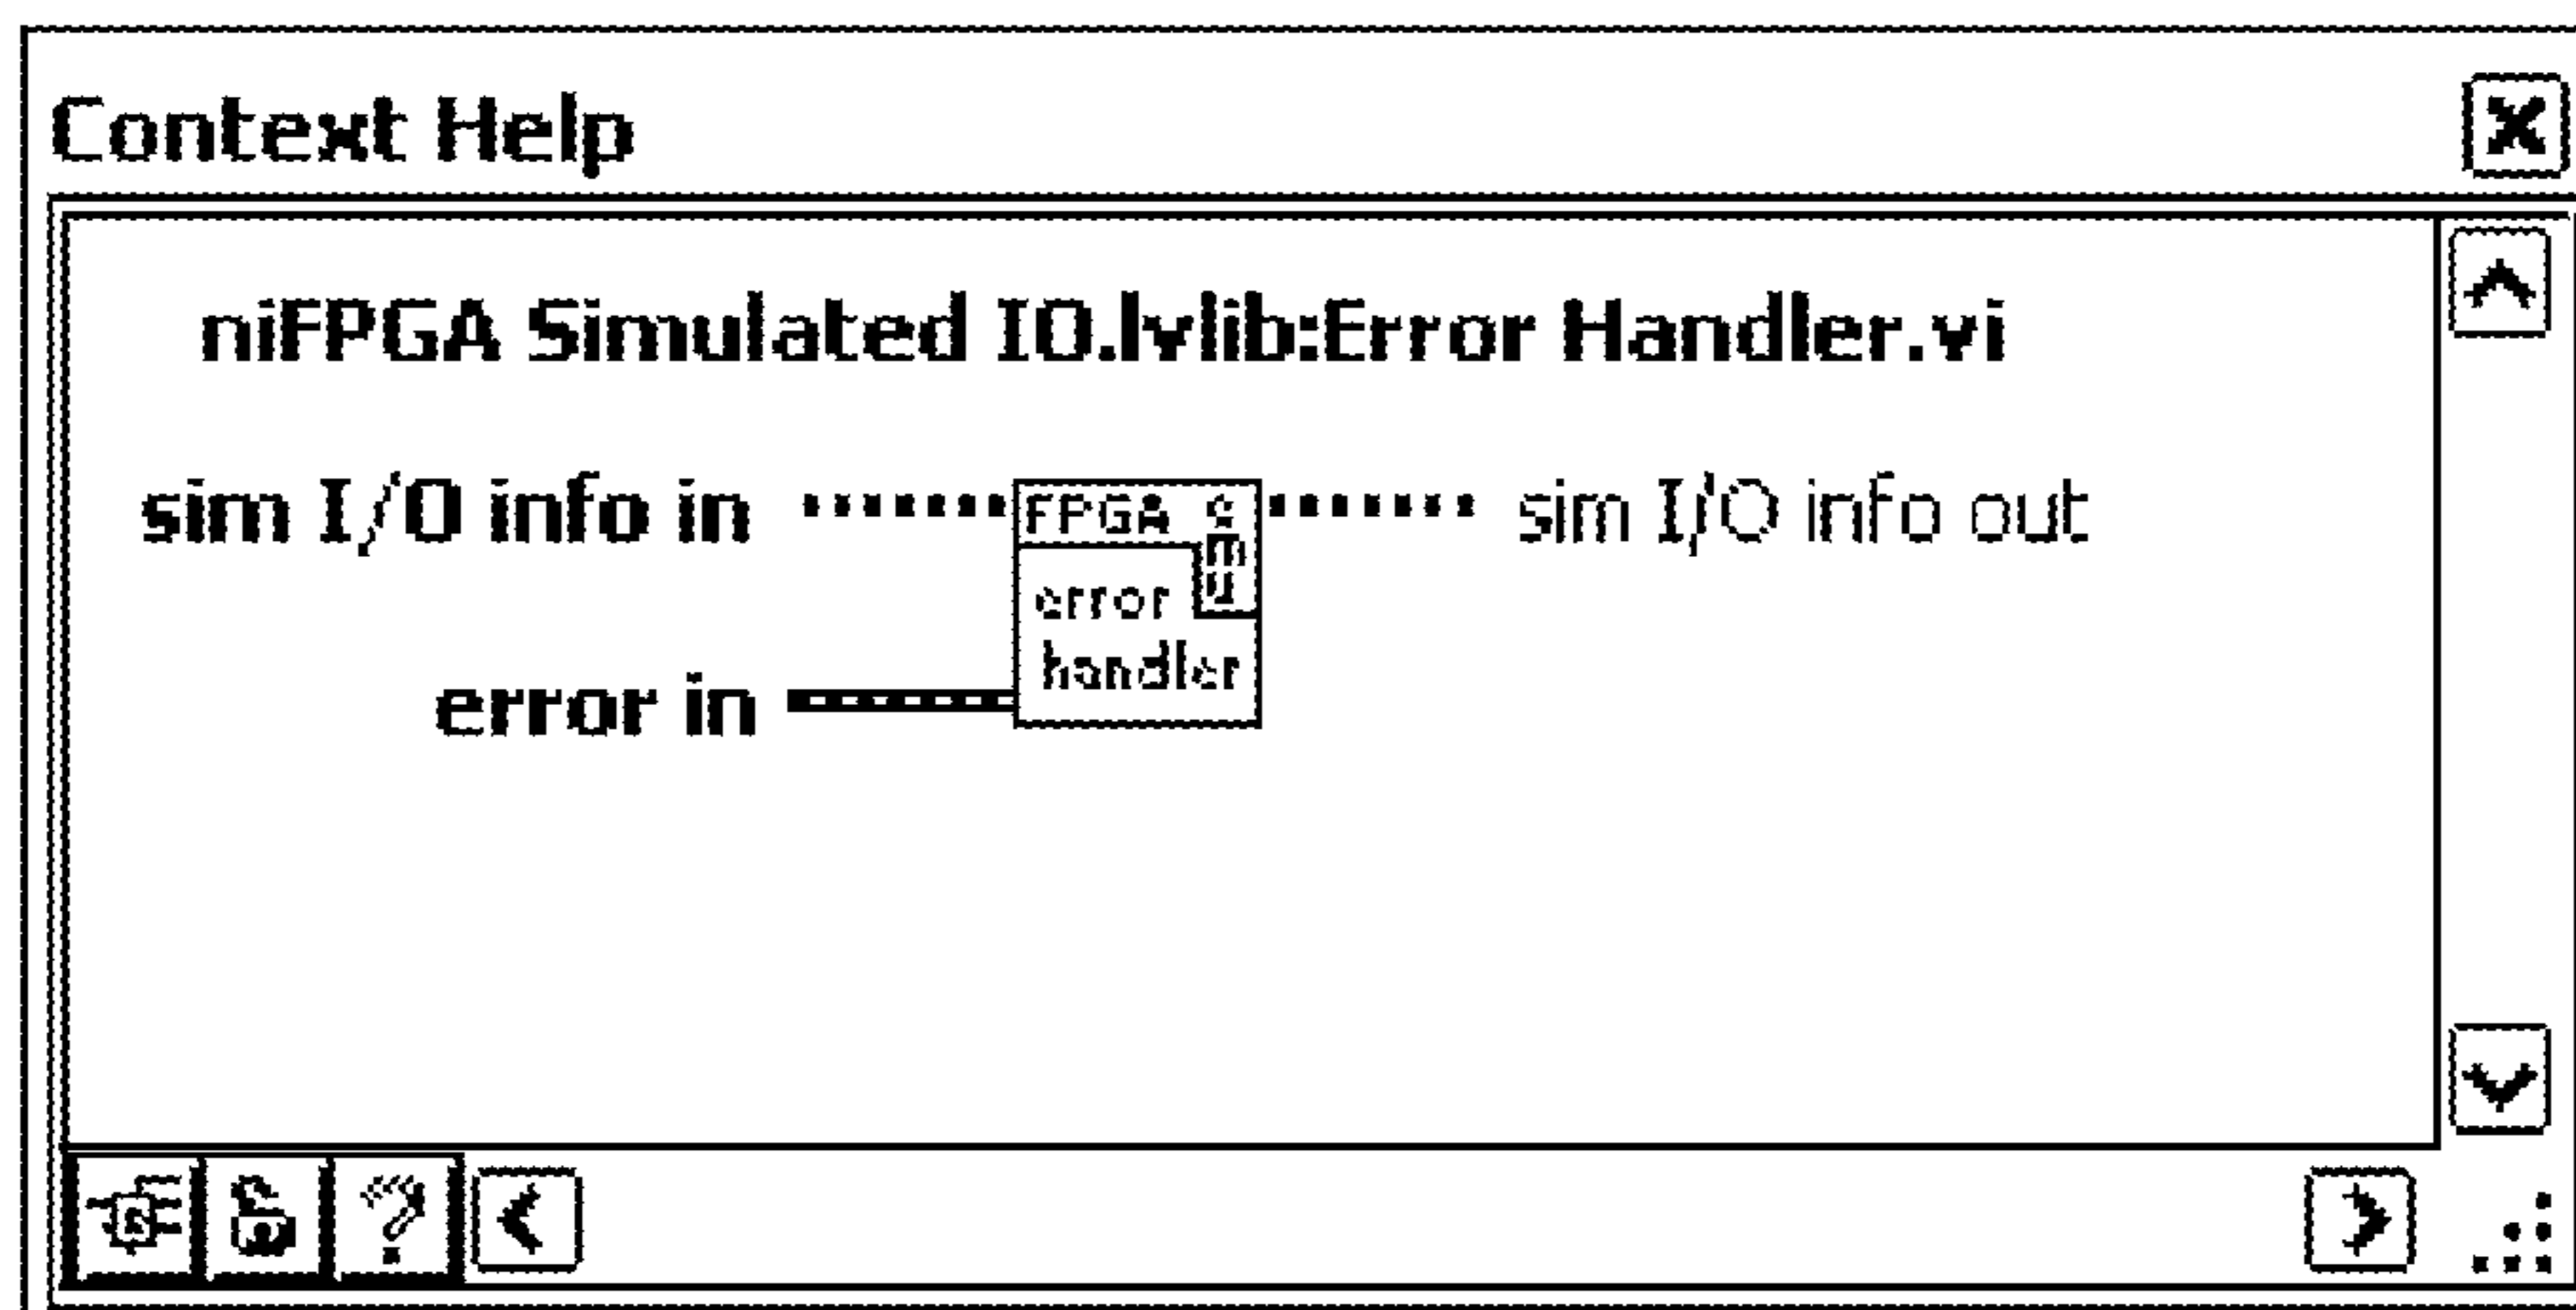 Context Help
niFPGA Simulated IO.lvlib:Error Handler.vi
sim I/O info in
FPGA
sim I/O info out
error
handler
error in